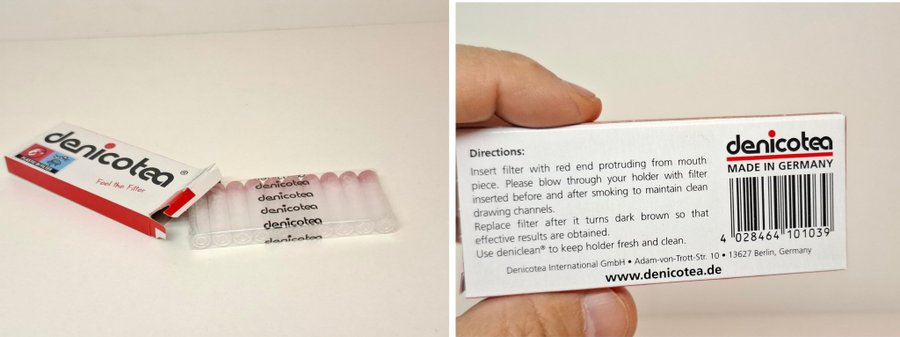 denicotea®
Feel the Filter
denicotea
denicotea
denicotea
denicotea
Directions:
Insert filter with red end protruding from mouth
piece. Please blow through your holder with filter
inserted before and after smoking to maintain clean
drawing channels.
Replace filter after it turns dark brown so that
effective results are obtained.
Use deniclean® to keep holder fresh and clean.
denicotea
MADE IN GERMANY
4 028464 101039
Denicotea International GmbH • Adam-von-Trott-Str. 10 • 13627 Berlin, Germany
www.denicotea.de